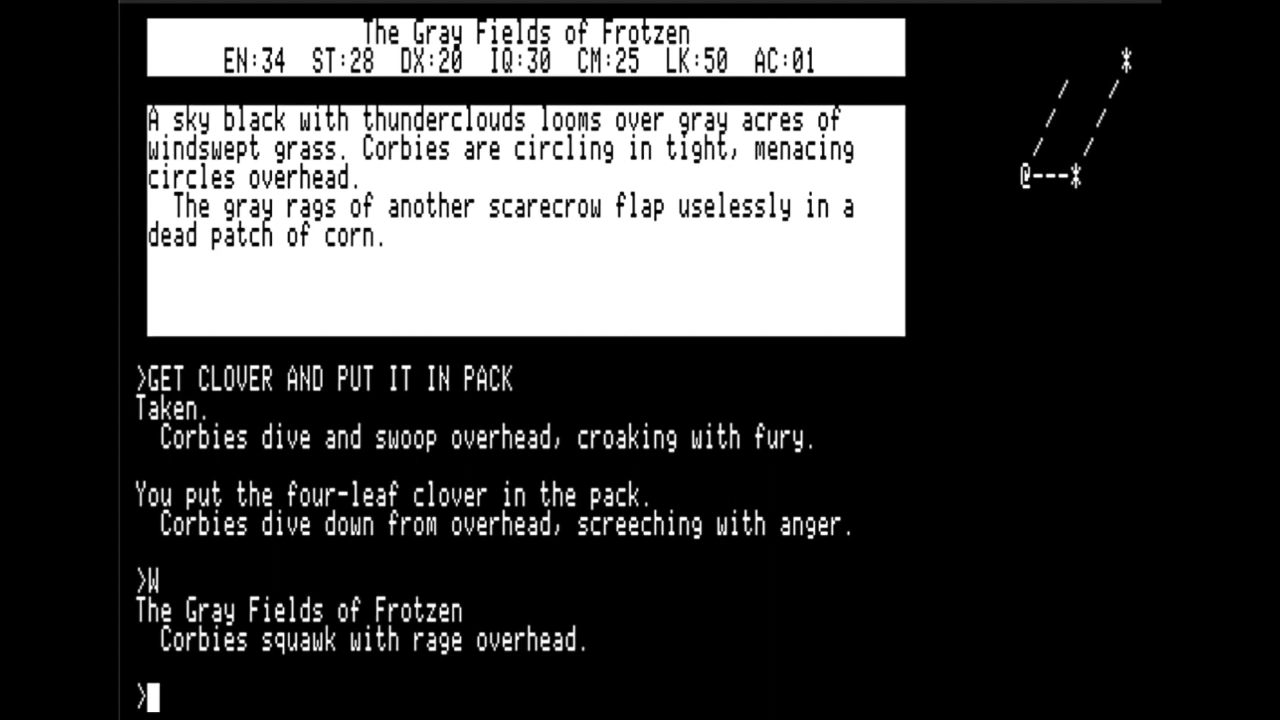 The Gray Fields of Frotzen
EN:34 ST:28 DX:20 IQ:30 CM:25 LK:50 AC:01
A sky black with thunderclouds looms over gray acres of
windswept grass. Corbies are circling in tight, menacing
circles overhead.
The gray rags of another scarecrow flap uselessly in a
dead patch of corn.
*
/ /
/ /
/ /
@---*
>GET CLOVER AND PUT IT IN PACK
Taken.
Corbies dive and swoop overhead, croaking with fury.
You put the four-leaf clover in the pack.
Corbies dive down from overhead, screeching with anger.
>W
The Gray Fields of Frotzen
Corbies squawk with rage overhead.
>